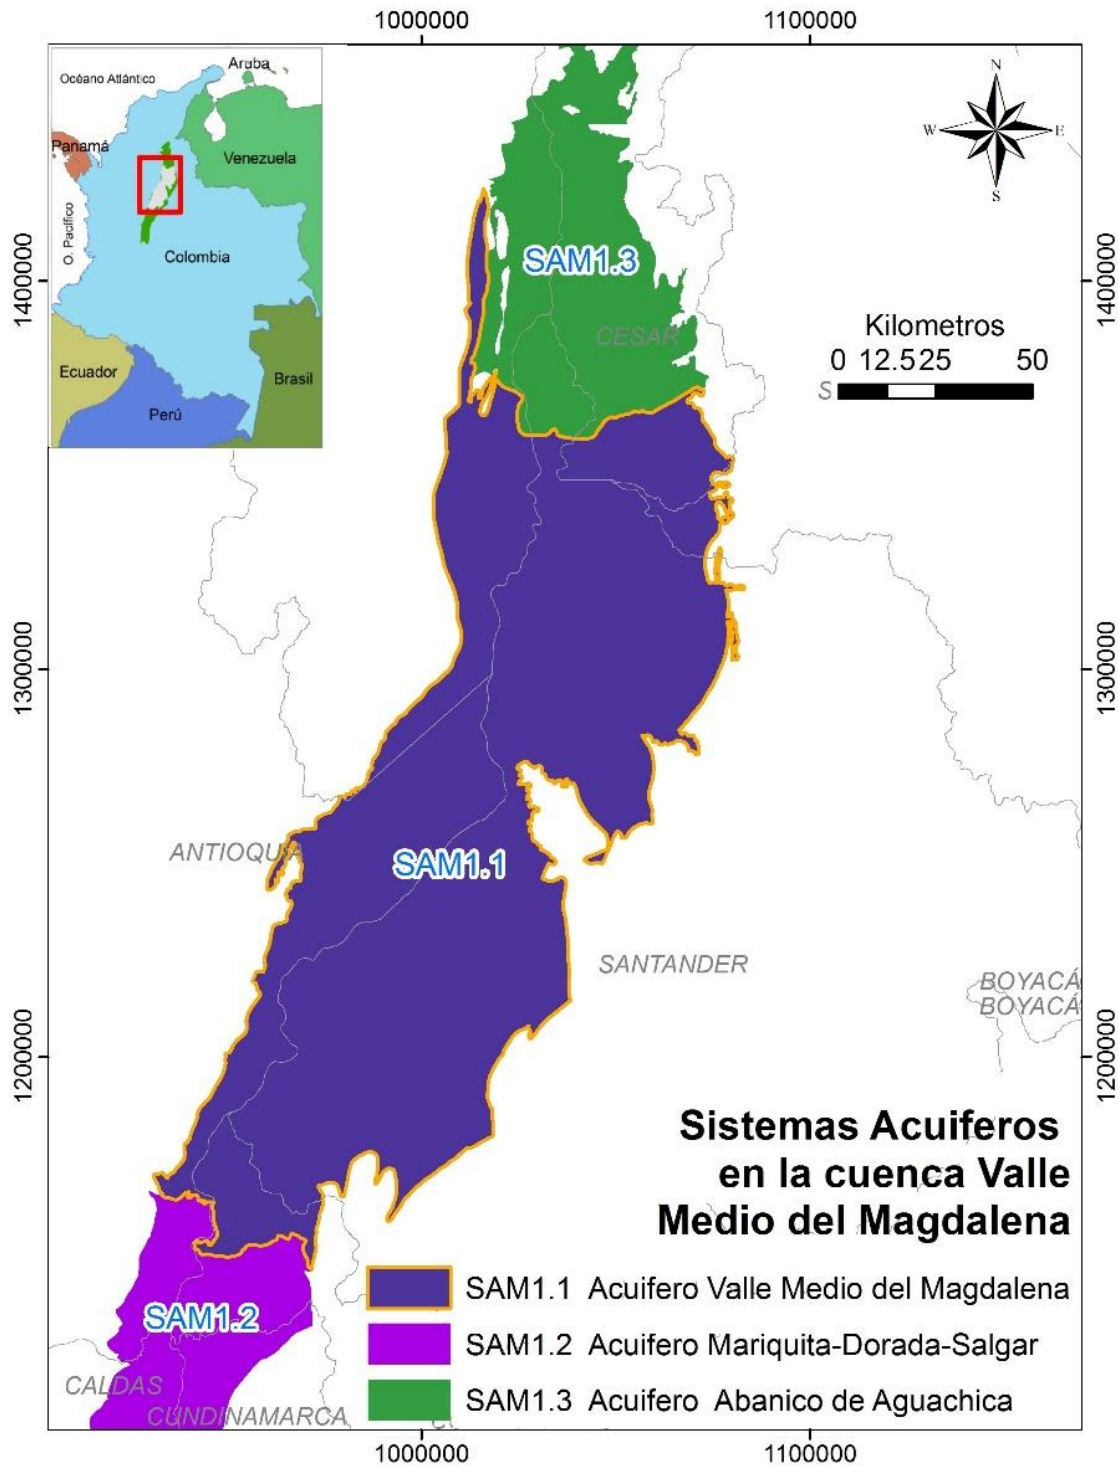 1000000
1100000
Océano Atlántico
Aruba
Panamá
Venezuela
O. Pacífico
Colombia
Ecuador
Perú
Brasil
N
W
E
S
1400000
1400000
SAM1.3
CESAR
Kilometros
0 12.5 25 50
S
1300000
1300000
ANTIOQUIA
SAM1.1
SANTANDER
BOYACÁ
BOYACÁ
1200000
1200000
Sistemas Acuiferos
en la cuenca Valle
Medio del Magdalena
SAM1.1 Acuifero Valle Medio del Magdalena
SAM1.2
SAM1.2 Acuifero Mariquita-Dorada-Salgar
CALDAS
SAM1.3 Acuifero Abanico de Aguachica
CUNDINAMARCA
1000000
1100000